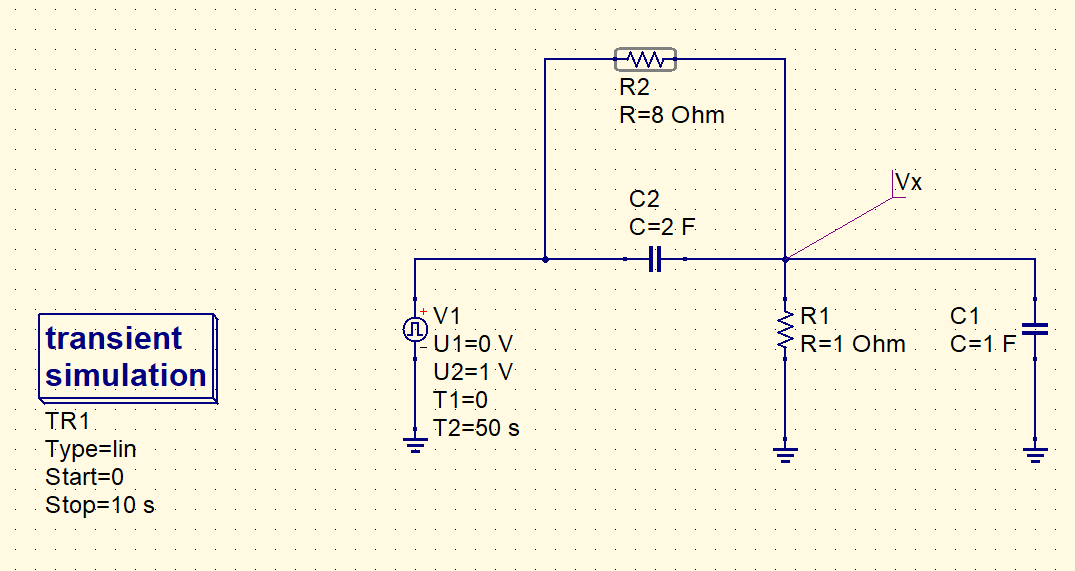 R2
R=8 Ohm
Vx
C2
C=2 F
V1
U1=0 V
U2=1 V
T1=0
T2=50 s
R1
R=1 Ohm
C1
C=1 F
transient
simulation
TR1
Type=lin
Start=0
Stop=10 s